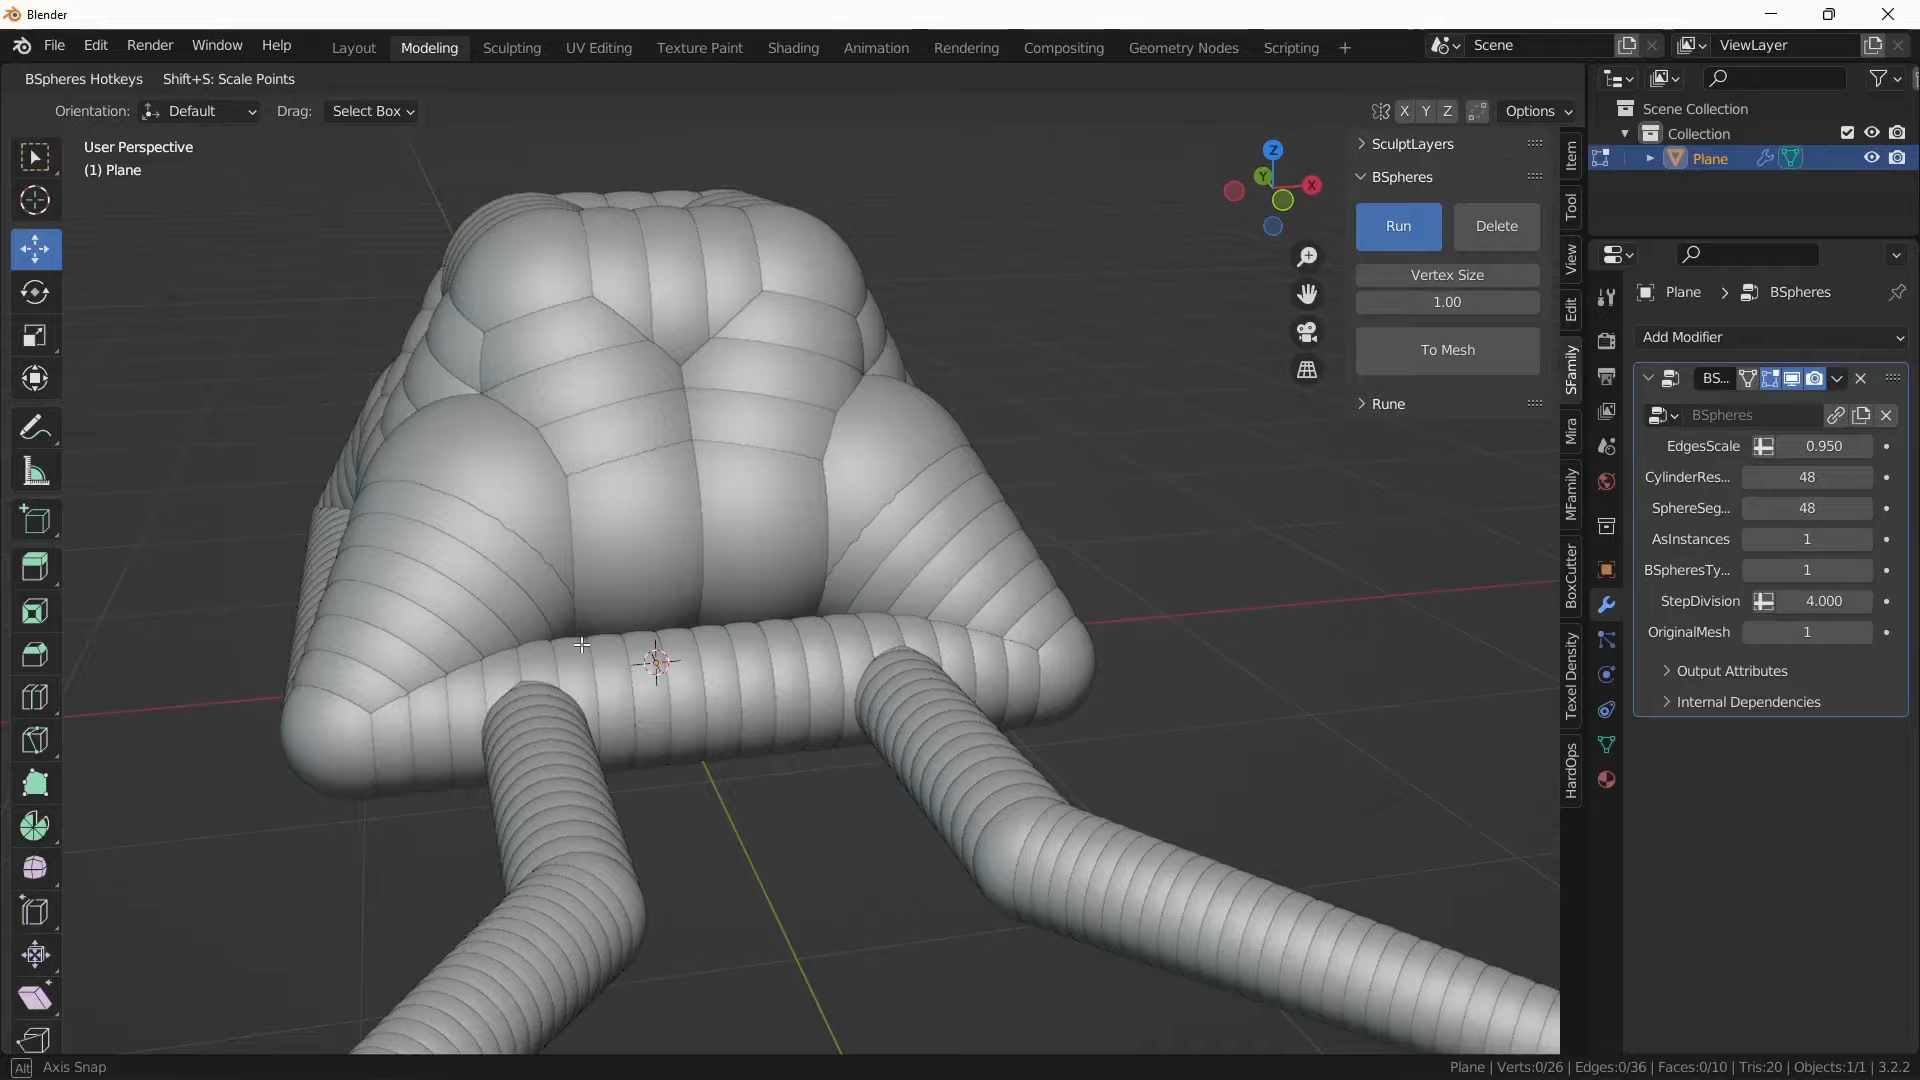 Blender
File Edit Render Window Help
Layout Modeling Sculpting UV Editing Texture Paint Shading Animation Rendering Compositing Geometry Nodes Scripting +
Scene
ViewLayer
BSpheres Hotkeys Shift+S: Scale Points
Orientation: Default Drag: Select Box
X Y Z Options
User Perspective
(1) Plane
Z
Y
X
SculptLayers
BSpheres
Run Delete
Vertex Size
1.00
To Mesh
Rune
Item
Tool
View
Edit
SFamily
Mira
MFamily
BoxCutter
Texel Density
HardOps
Scene Collection
Collection
Plane
Plane > BSpheres
Add Modifier
BS...
BSpheres
EdgesScale 0.950
CylinderRes... 48
SphereSeg... 48
AsInstances 1
BSpheresTy... 1
StepDivision 4.000
OriginalMesh 1
Output Attributes
Internal Dependencies
Alt Axis Snap
Plane | Verts:0/26 | Edges:0/36 | Faces:0/10 | Tris:20 | Objects:1/1 | 3.2.2